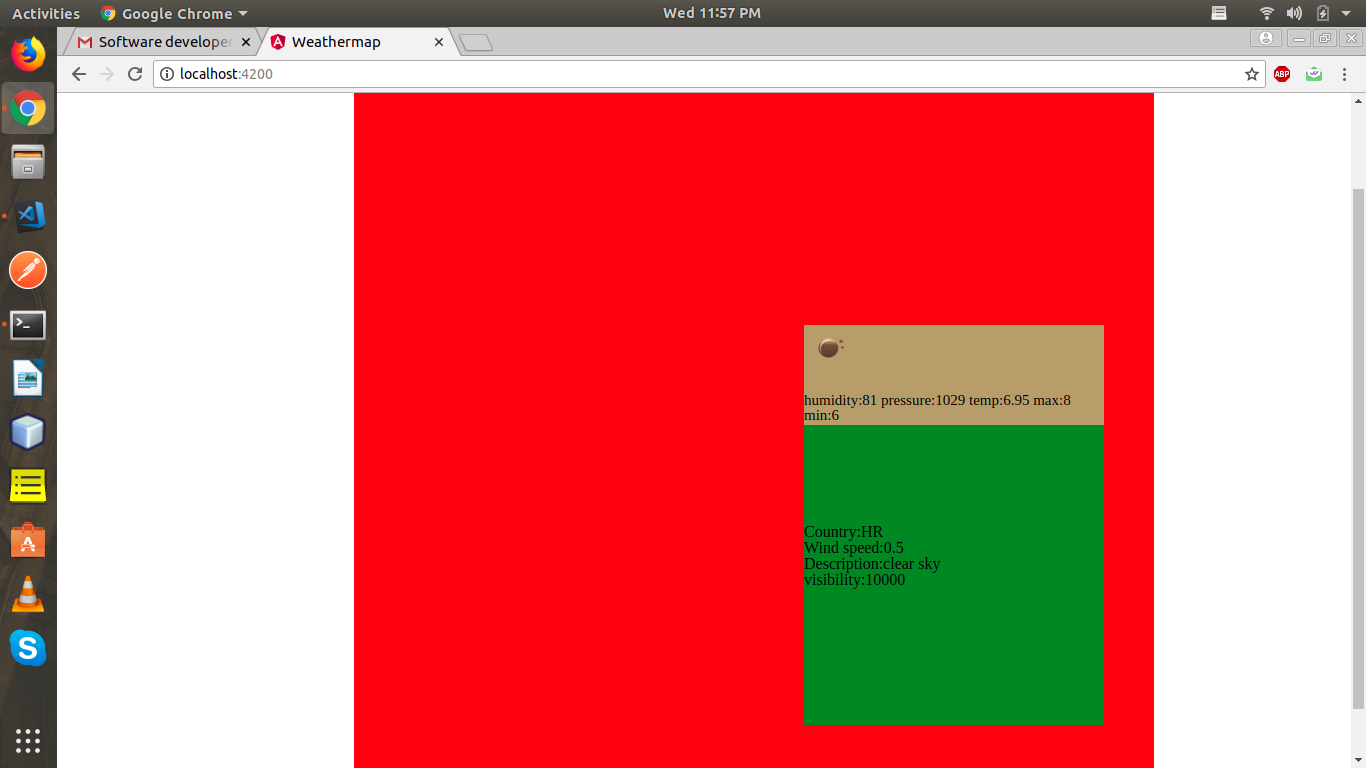 Activities
Google Chrome
Wed 11:57 PM
Software developer
Weathermap
localhost:4200
ABP
humidity:81 pressure:1029 temp:6.95 max:8
min:6
Country:HR
Wind speed:0.5
Description:clear sky
visibility:10000